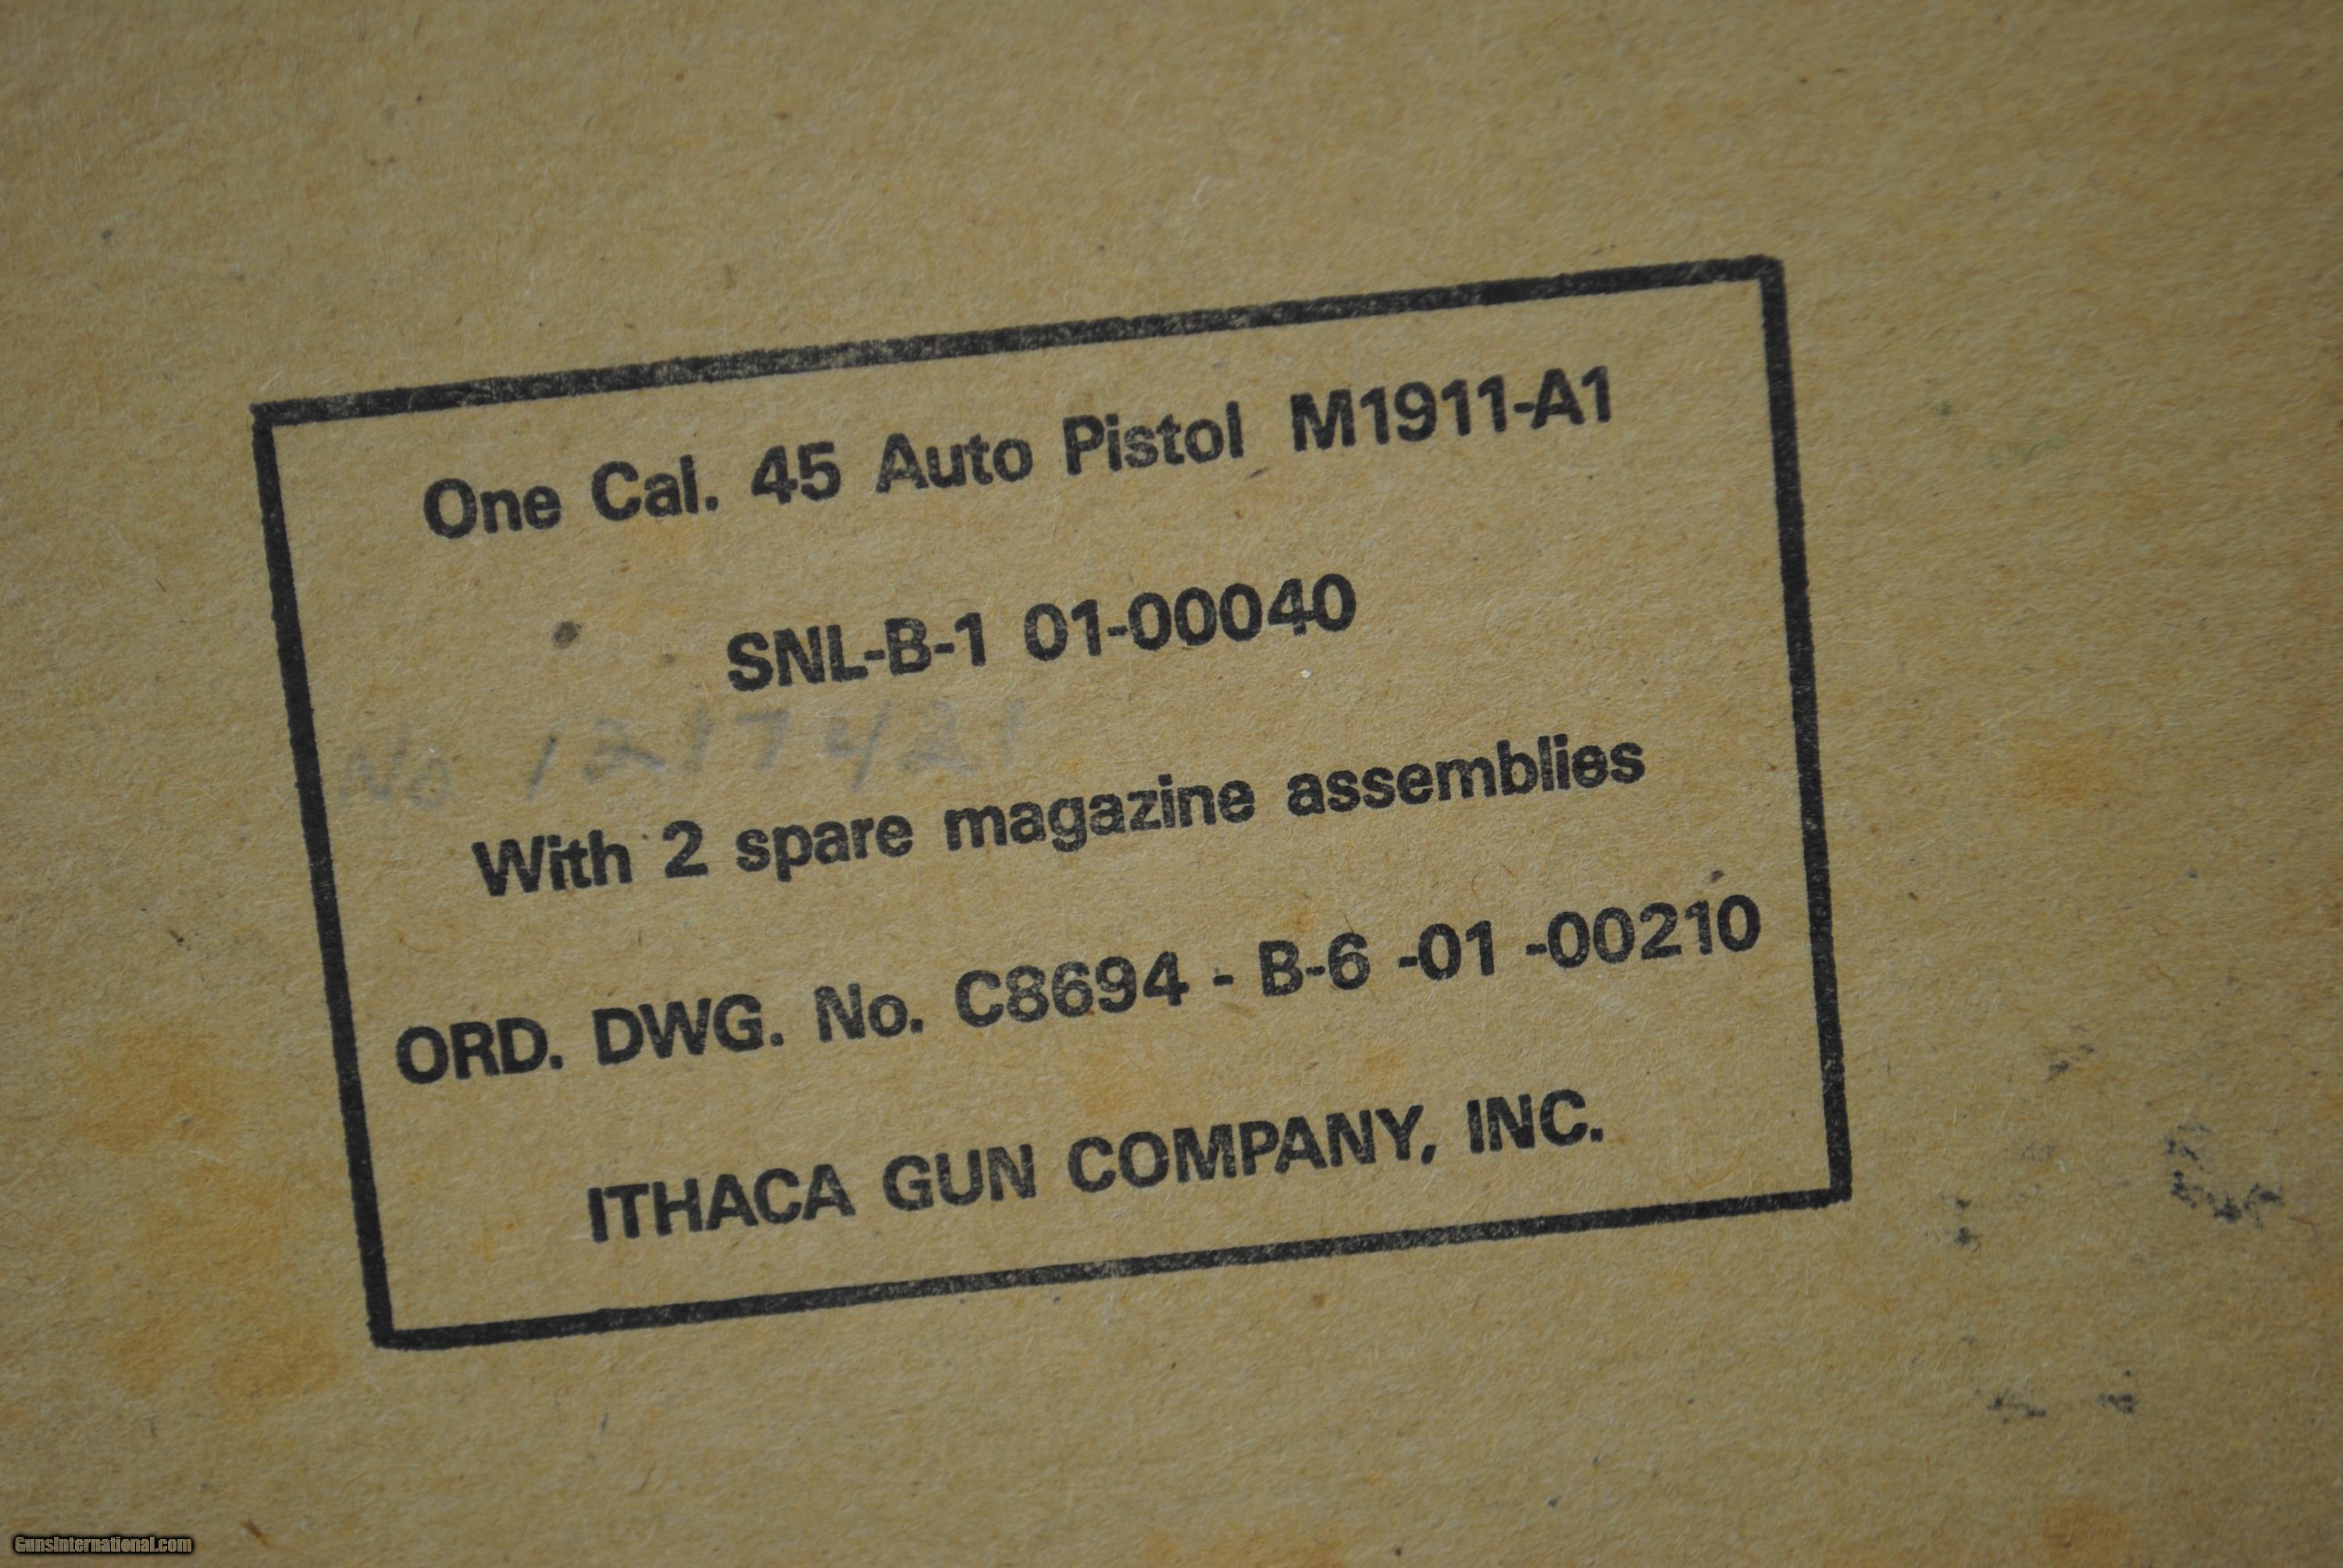 One Cal. 45 Auto Pistol M1911-A1
SNL-B-1 01-00040
No 1217421
With 2 spare magazine assemblies
ORD. DWG. No. C8694 - B-6 -01 -00210
ITHACA GUN COMPANY, INC.
GunsInternational.com